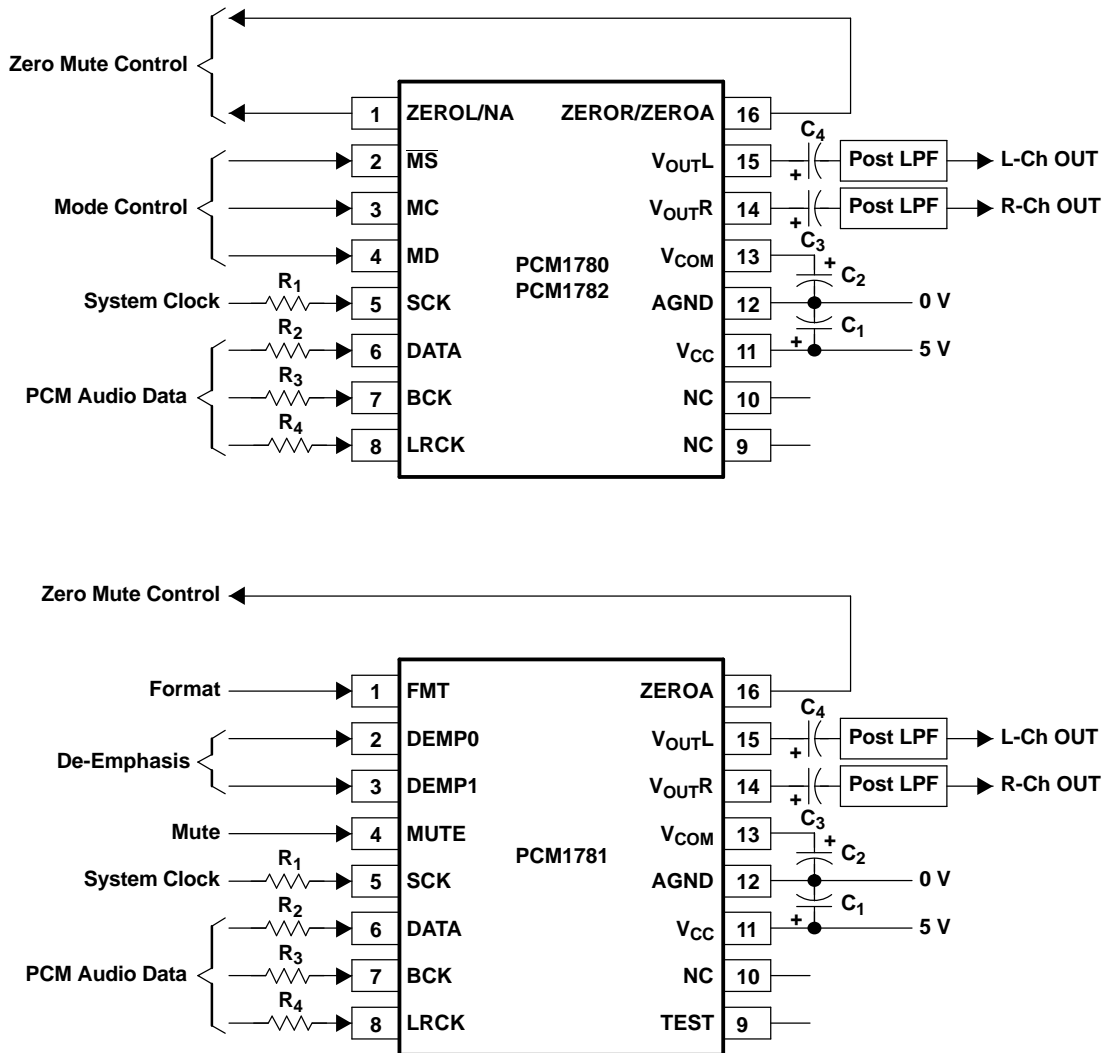 Zero Mute Control
1 ZEROL/NA ZEROR/ZEROA 16
C4
2 M̅S̅ VOUTL 15 + Post LPF L-Ch OUT
Mode Control 3 MC VOUTR 14 + Post LPF R-Ch OUT
C3
4 MD VCOM 13 + C2
PCM1780
PCM1782
System Clock R1 5 SCK AGND 12 0 V
C1
R2 6 DATA VCC 11 + 5 V
PCM Audio Data R3 7 BCK NC 10
R4 8 LRCK NC 9
Zero Mute Control
Format 1 FMT ZEROA 16
C4
2 DEMP0 VOUTL 15 + Post LPF L-Ch OUT
De-Emphasis
3 DEMP1 VOUTR 14 + Post LPF R-Ch OUT
C3
Mute 4 MUTE VCOM 13 + C2
PCM1781
System Clock R1 5 SCK AGND 12 0 V
C1
R2 6 DATA VCC 11 + 5 V
PCM Audio Data R3 7 BCK NC 10
R4 8 LRCK TEST 9